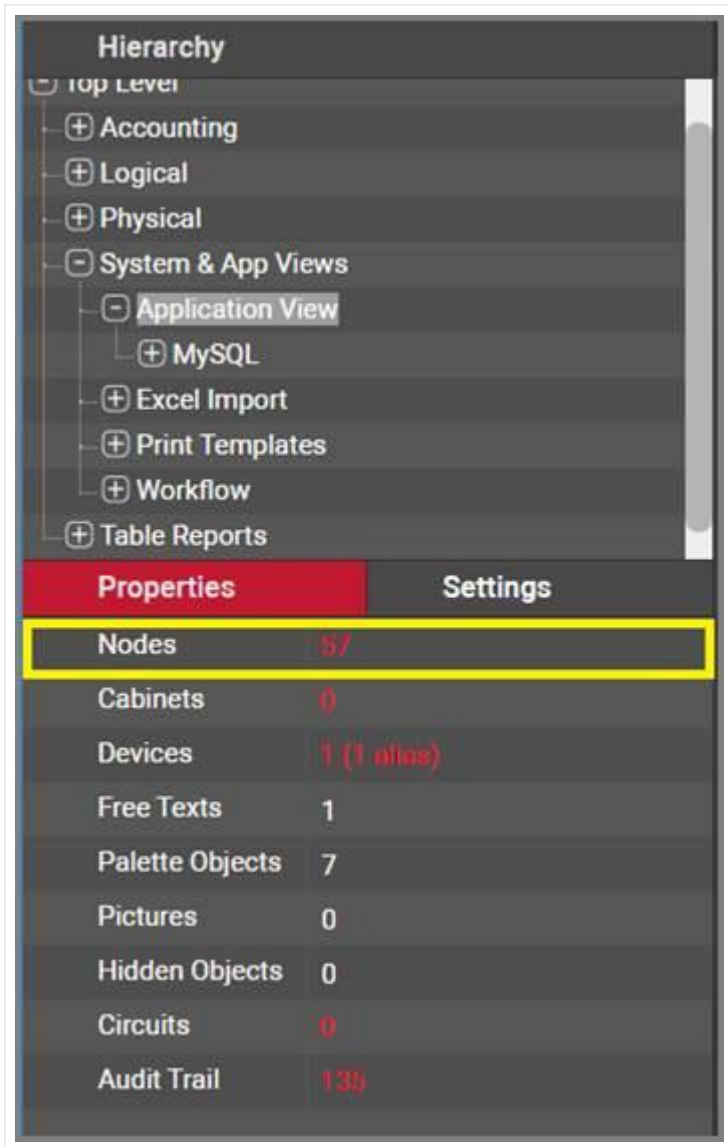 Hierarchy
Top Level
Accounting
Logical
Physical
System & App Views
Application View
MySQL
Excel Import
Print Templates
Workflow
Table Reports
Properties Settings
Nodes 57
Cabinets 0
Devices 1 (1 alias)
Free Texts 1
Palette Objects 7
Pictures 0
Hidden Objects 0
Circuits 0
Audit Trail 135